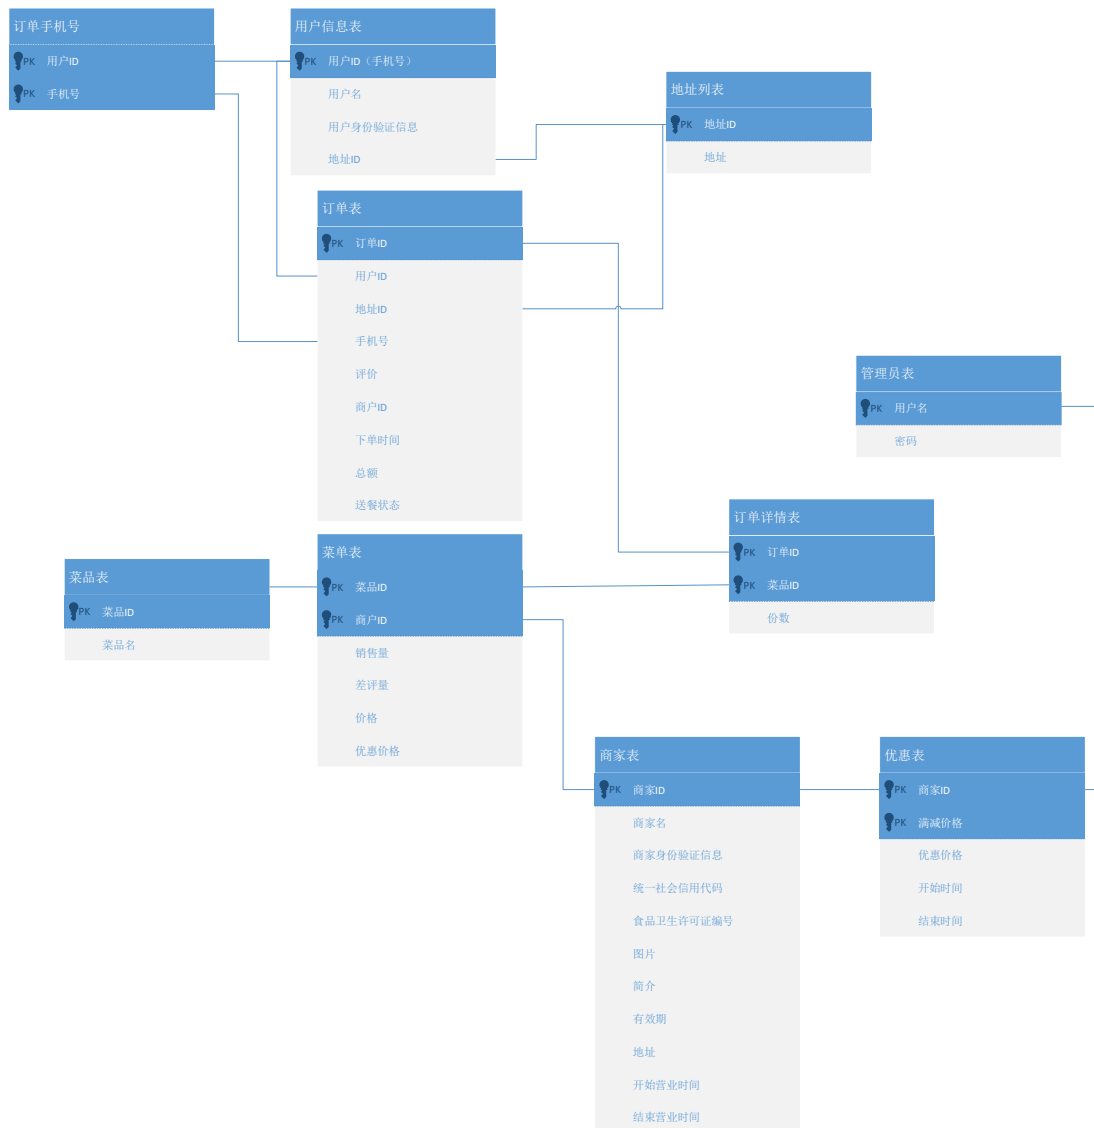 订单手机号
PK 用户ID
PK 手机号
用户信息表
PK 用户ID（手机号）
用户名
用户身份验证信息
地址ID
地址列表
PK 地址ID
地址
订单表
PK 订单ID
用户ID
地址ID
手机号
评价
商户ID
下单时间
总额
送餐状态
管理员表
PK 用户名
密码
订单详情表
PK 订单ID
PK 菜品ID
份数
菜品表
PK 菜品ID
菜品名
菜单表
PK 菜品ID
PK 商户ID
销售量
差评量
价格
优惠价格
商家表
PK 商家ID
商家名
商家身份验证信息
统一社会信用代码
食品卫生许可证编号
图片
简介
有效期
地址
开始营业时间
结束营业时间
优惠表
PK 商家ID
PK 满减价格
优惠价格
开始时间
结束时间